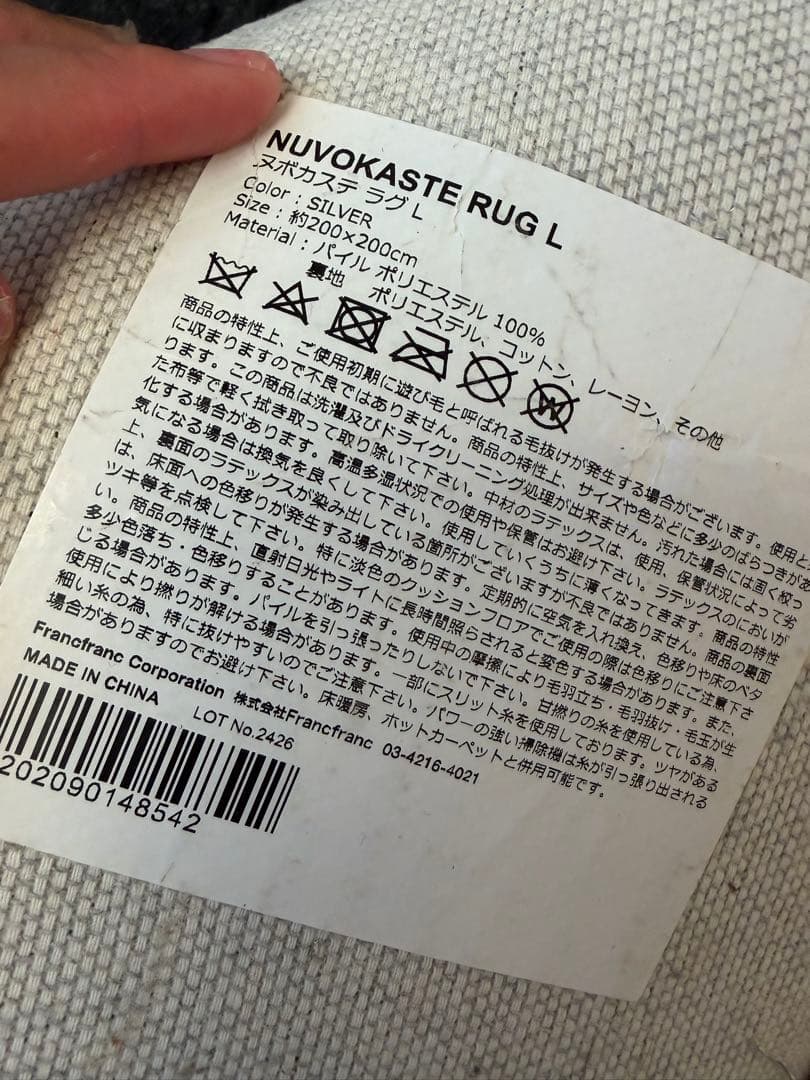 NUVOKASTE RUG L
ヌボカステ ラグ L
Color : SILVER
Size : 約200×200cm
Material : パイル ポリエステル 100%
裏地 ポリエステル、コットン、レーヨン、その他
商品の特性上、ご使用初期に遊び毛と呼ばれる毛抜けが発生する場合がございます。使用と
に収まりますので不良ではありません。商品の特性上、サイズや色などに多少のばらつきがあ
ります。この商品は洗濯及びドライクリーニング処理が出来ません。汚れた場合には固く絞っ
た布等で軽く拭き取って取り除いて下さい。中材のラテックスは、使用、保管状況によって劣
化する場合があります。高温多湿状況での使用や保管はお避け下さい。ラテックスのにおいが
気になる場合は換気を良くして下さい。使用していくうちに薄くなってきます。商品の特性
上、裏面のラテックスが染み出している箇所がございますが不良ではありません。商品の裏面
は、床面への色移りが発生する場合があります。定期的に空気を入れ換え、色移りや床のベタ
ツキ等を点検して下さい。特に淡色のクッションフロアでご使用の際は色移りにご注意下さ
い。商品の特性上、直射日光やライトに長時間照らされると変色する場合があります。また、
多少色落ち・色移りすることがあります。使用中の摩擦により毛羽立ち・毛羽抜け・毛玉が生
じる場合があります。パイルを引っ張ったりしないで下さい。甘撚りの糸を使用している為、
使用により撚りが解ける場合があります。一部にスリット糸を使用しております。ツヤがある
細い糸の為、特に抜けやすいのでご注意下さい。パワーの強い掃除機は糸が引っ張り出される
場合がありますのでお避け下さい。床暖房、ホットカーペットと併用可能です。
Francfranc Corporation 株式会社Francfranc 03-4216-4021
MADE IN CHINA
LOT No.2426
202090148542